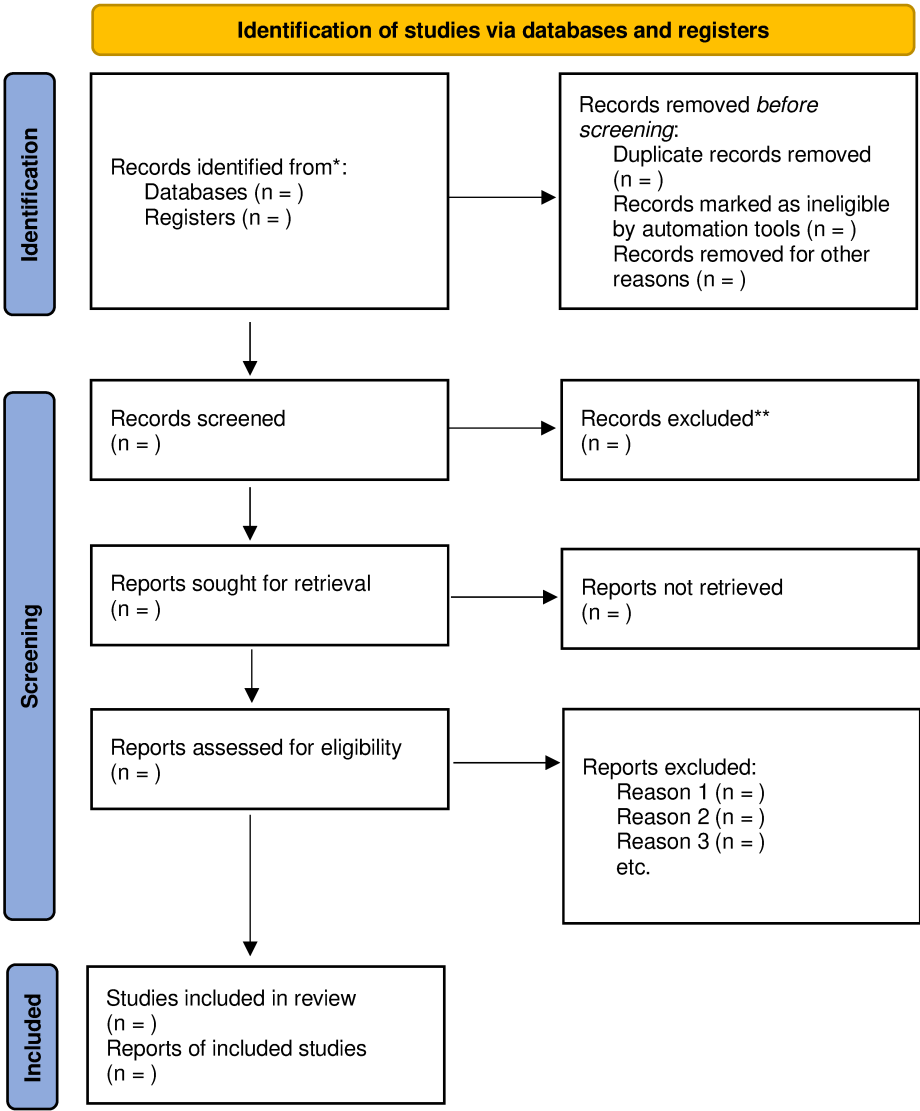 Identification of studies via databases and registers
Identification
Records identified from*:
Databases (n = )
Registers (n = )
Records removed before
screening:
Duplicate records removed
(n = )
Records marked as ineligible
by automation tools (n = )
Records removed for other
reasons (n = )
Screening
Records screened
(n = )
Records excluded**
(n = )
Reports sought for retrieval
(n = )
Reports not retrieved
(n = )
Reports assessed for eligibility
(n = )
Reports excluded:
Reason 1 (n = )
Reason 2 (n = )
Reason 3 (n = )
etc.
Included
Studies included in review
(n = )
Reports of included studies
(n = )